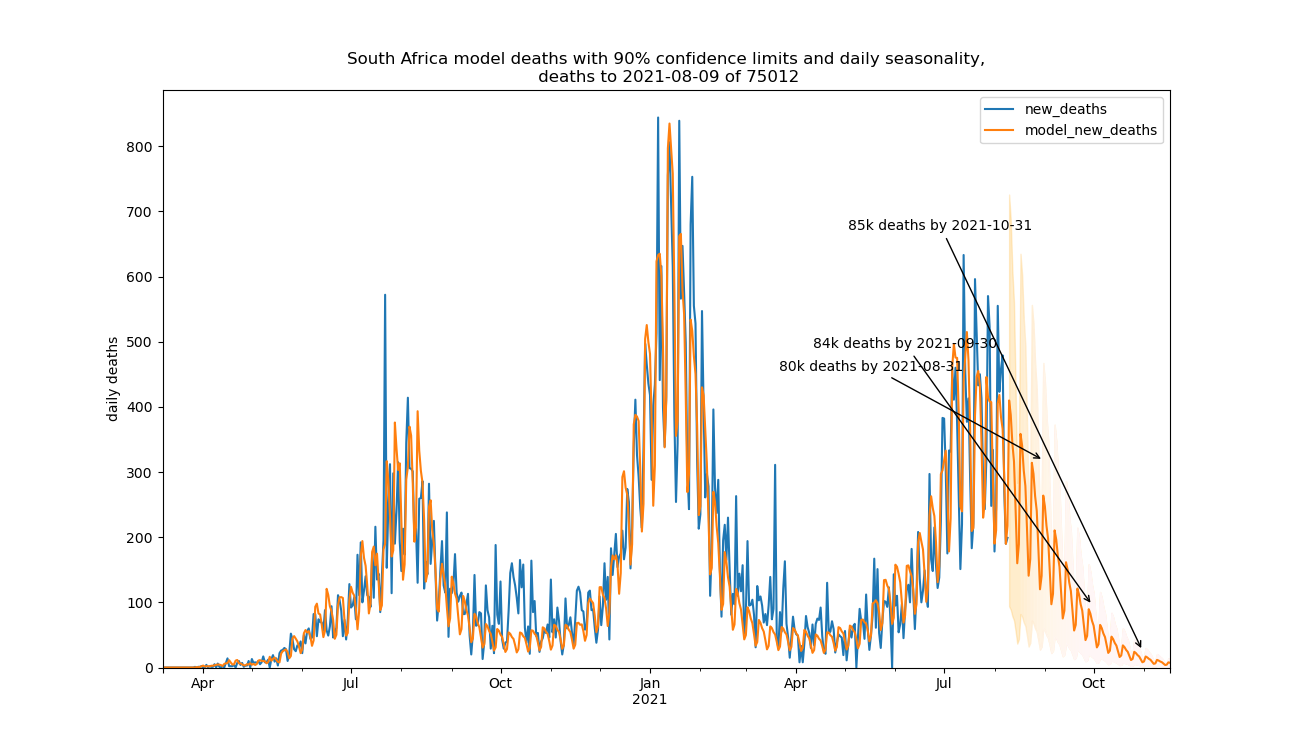 South Africa model deaths with 90% confidence limits and daily seasonality,
deaths to 2021-08-09 of 75012
new_deaths
model_new_deaths
daily deaths
800
700
600
500
400
300
200
100
0
85k deaths by 2021-10-31
84k deaths by 2021-09-30
80k deaths by 2021-08-31
Apr Jul Oct Jan Apr Jul Oct
2021